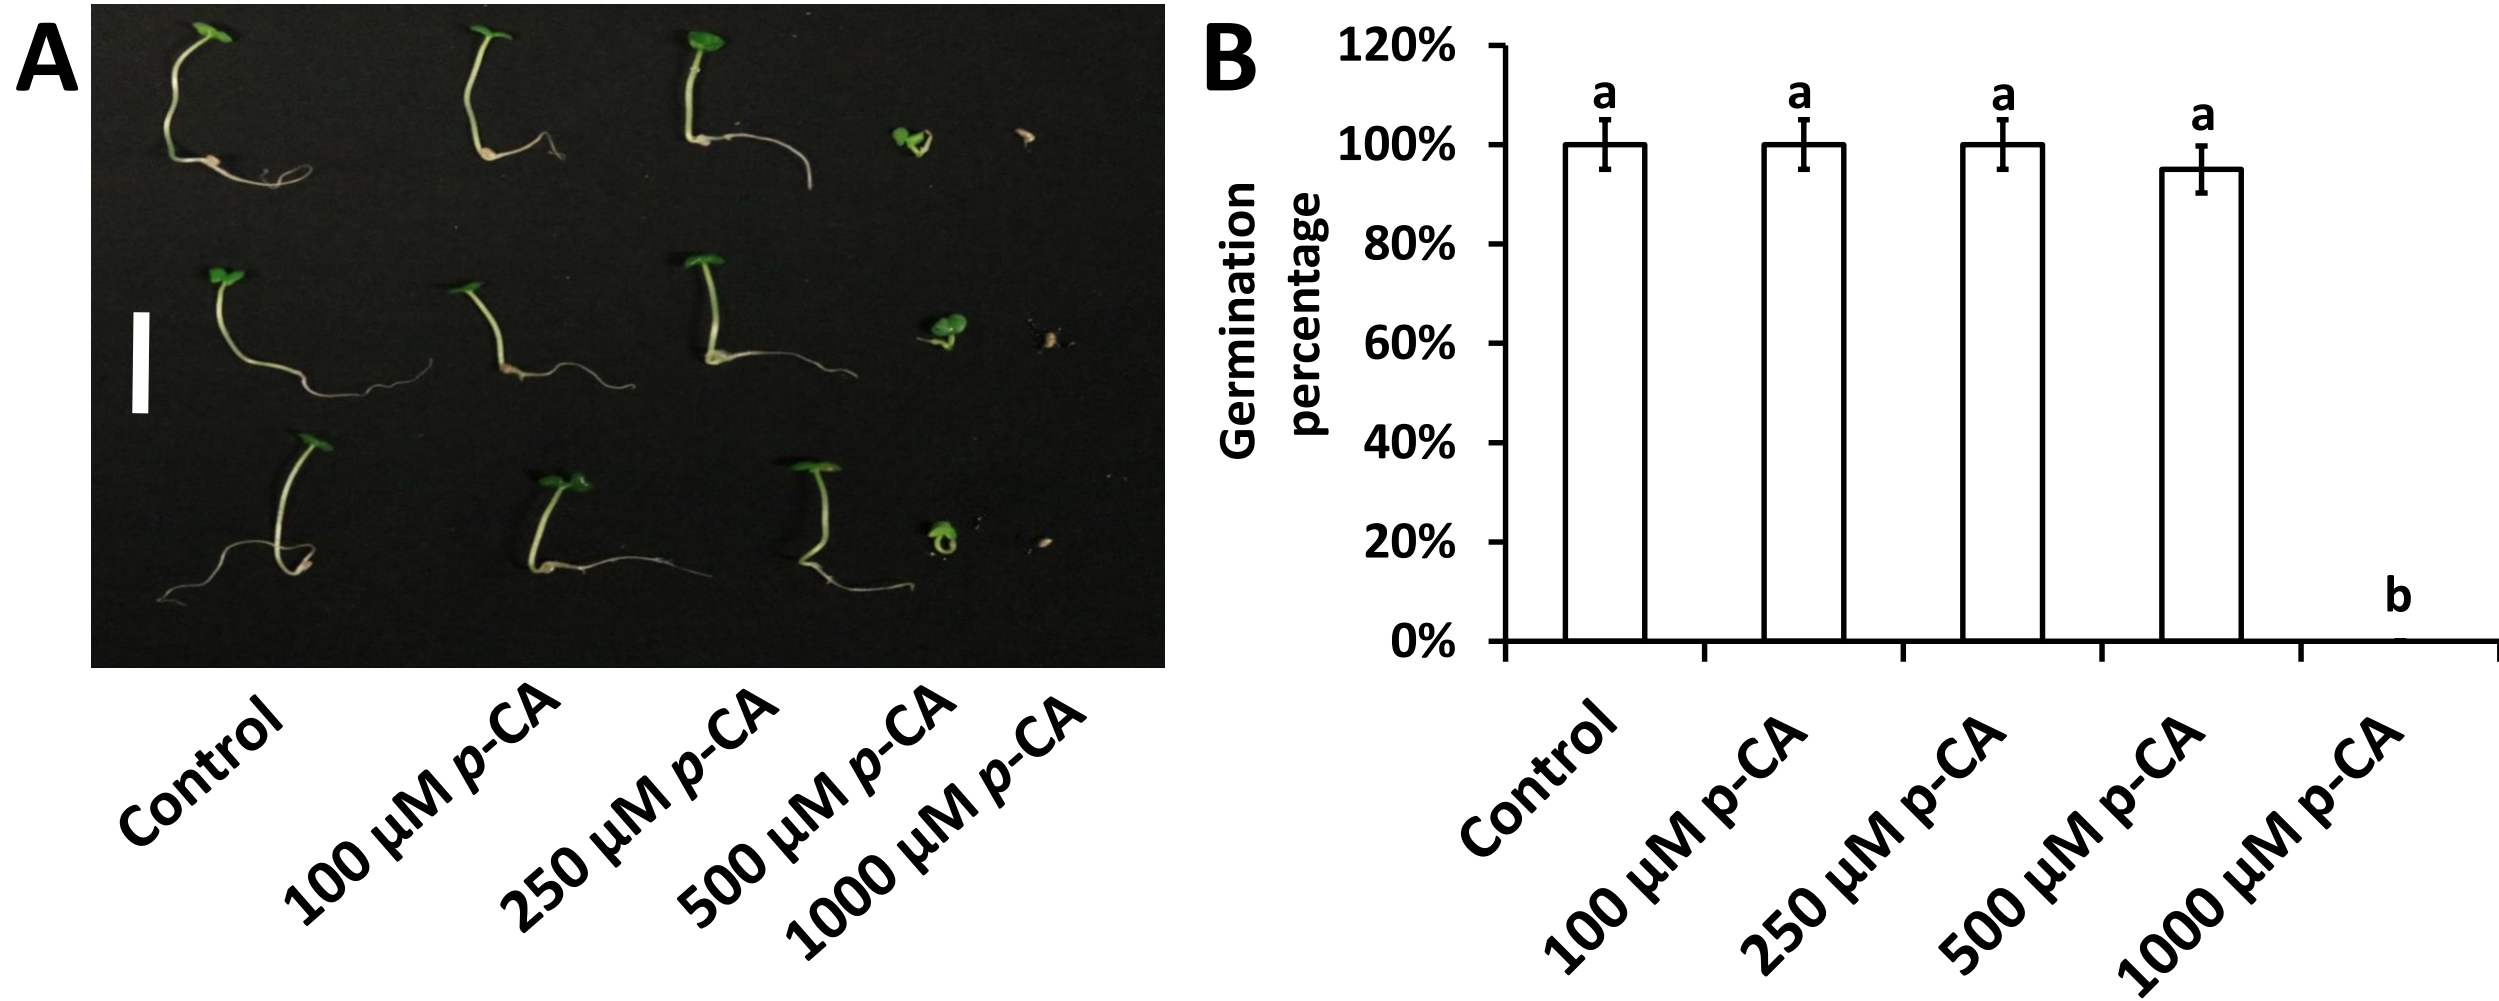 A
Control
100 µM p-CA
250 µM p-CA
500 µM p-CA
1000 µM p-CA
B
Germination
percentage
120%
100%
80%
60%
40%
20%
0%
a
a
a
a
b
Control
100 µM p-CA
250 µM p-CA
500 µM p-CA
1000 µM p-CA